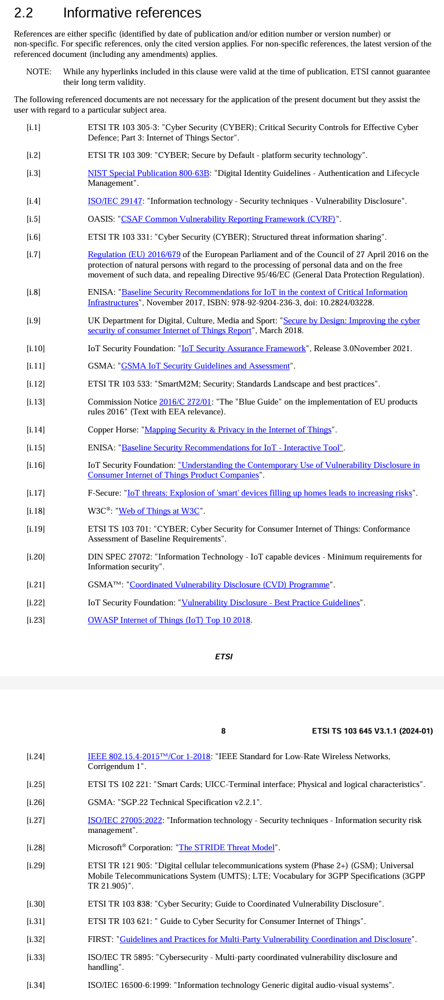 2.2 Informative references
References are either specific (identified by date of publication and/or edition number or version number) or
non-specific. For specific references, only the cited version applies. For non-specific references, the latest version of the
referenced document (including any amendments) applies.
NOTE: While any hyperlinks included in this clause were valid at the time of publication, ETSI cannot guarantee
their long term validity.
The following referenced documents are not necessary for the application of the present document but they assist the
user with regard to a particular subject area.
[i.1] ETSI TR 103 305-3: "Cyber Security (CYBER); Critical Security Controls for Effective Cyber
Defence; Part 3: Internet of Things Sector".
[i.2] ETSI TR 103 309: "CYBER; Secure by Default - platform security technology".
[i.3] NIST Special Publication 800-63B: "Digital Identity Guidelines - Authentication and Lifecycle
Management".
[i.4] ISO/IEC 29147: "Information technology - Security techniques - Vulnerability Disclosure".
[i.5] OASIS: "CSAF Common Vulnerability Reporting Framework (CVRF)".
[i.6] ETSI TR 103 331: "Cyber Security (CYBER); Structured threat information sharing".
[i.7] Regulation (EU) 2016/679 of the European Parliament and of the Council of 27 April 2016 on the
protection of natural persons with regard to the processing of personal data and on the free
movement of such data, and repealing Directive 95/46/EC (General Data Protection Regulation).
[i.8] ENISA: "Baseline Security Recommendations for IoT in the context of Critical Information
Infrastructures", November 2017, ISBN: 978-92-9204-236-3, doi: 10.2824/03228.
[i.9] UK Department for Digital, Culture, Media and Sport: "Secure by Design: Improving the cyber
security of consumer Internet of Things Report", March 2018.
[i.10] IoT Security Foundation: "IoT Security Assurance Framework", Release 3.0November 2021.
[i.11] GSMA: "GSMA IoT Security Guidelines and Assessment".
[i.12] ETSI TR 103 533: "SmartM2M; Security; Standards Landscape and best practices".
[i.13] Commission Notice 2016/C 272/01: "The "Blue Guide" on the implementation of EU products
rules 2016" (Text with EEA relevance).
[i.14] Copper Horse: "Mapping Security & Privacy in the Internet of Things".
[i.15] ENISA: "Baseline Security Recommendations for IoT - Interactive Tool".
[i.16] IoT Security Foundation: "Understanding the Contemporary Use of Vulnerability Disclosure in
Consumer Internet of Things Product Companies".
[i.17] F-Secure: "IoT threats: Explosion of 'smart' devices filling up homes leads to increasing risks".
[i.18] W3C®: "Web of Things at W3C".
[i.19] ETSI TS 103 701: "CYBER; Cyber Security for Consumer Internet of Things: Conformance
Assessment of Baseline Requirements".
[i.20] DIN SPEC 27072: "Information Technology - IoT capable devices - Minimum requirements for
Information security".
[i.21] GSMA™: "Coordinated Vulnerability Disclosure (CVD) Programme".
[i.22] IoT Security Foundation: "Vulnerability Disclosure - Best Practice Guidelines".
[i.23] OWASP Internet of Things (IoT) Top 10 2018.
ETSI
8 ETSI TS 103 645 V3.1.1 (2024-01)
[i.24] IEEE 802.15.4-2015™/Cor 1-2018: "IEEE Standard for Low-Rate Wireless Networks,
Corrigendum 1".
[i.25] ETSI TS 102 221: "Smart Cards; UICC-Terminal interface; Physical and logical characteristics".
[i.26] GSMA: "SGP.22 Technical Specification v2.2.1".
[i.27] ISO/IEC 27005:2022: "Information technology - Security techniques - Information security risk
management".
[i.28] Microsoft® Corporation: "The STRIDE Threat Model".
[i.29] ETSI TR 121 905: "Digital cellular telecommunications system (Phase 2+) (GSM); Universal
Mobile Telecommunications System (UMTS); LTE; Vocabulary for 3GPP Specifications (3GPP
TR 21.905)".
[i.30] ETSI TR 103 838: "Cyber Security; Guide to Coordinated Vulnerability Disclosure".
[i.31] ETSI TR 103 621: " Guide to Cyber Security for Consumer Internet of Things".
[i.32] FIRST: "Guidelines and Practices for Multi-Party Vulnerability Coordination and Disclosure".
[i.33] ISO/IEC TR 5895: "Cybersecurity - Multi-party coordinated vulnerability disclosure and
handling".
[i.34] ISO/IEC 16500-6:1999: "Information technology Generic digital audio-visual systems".